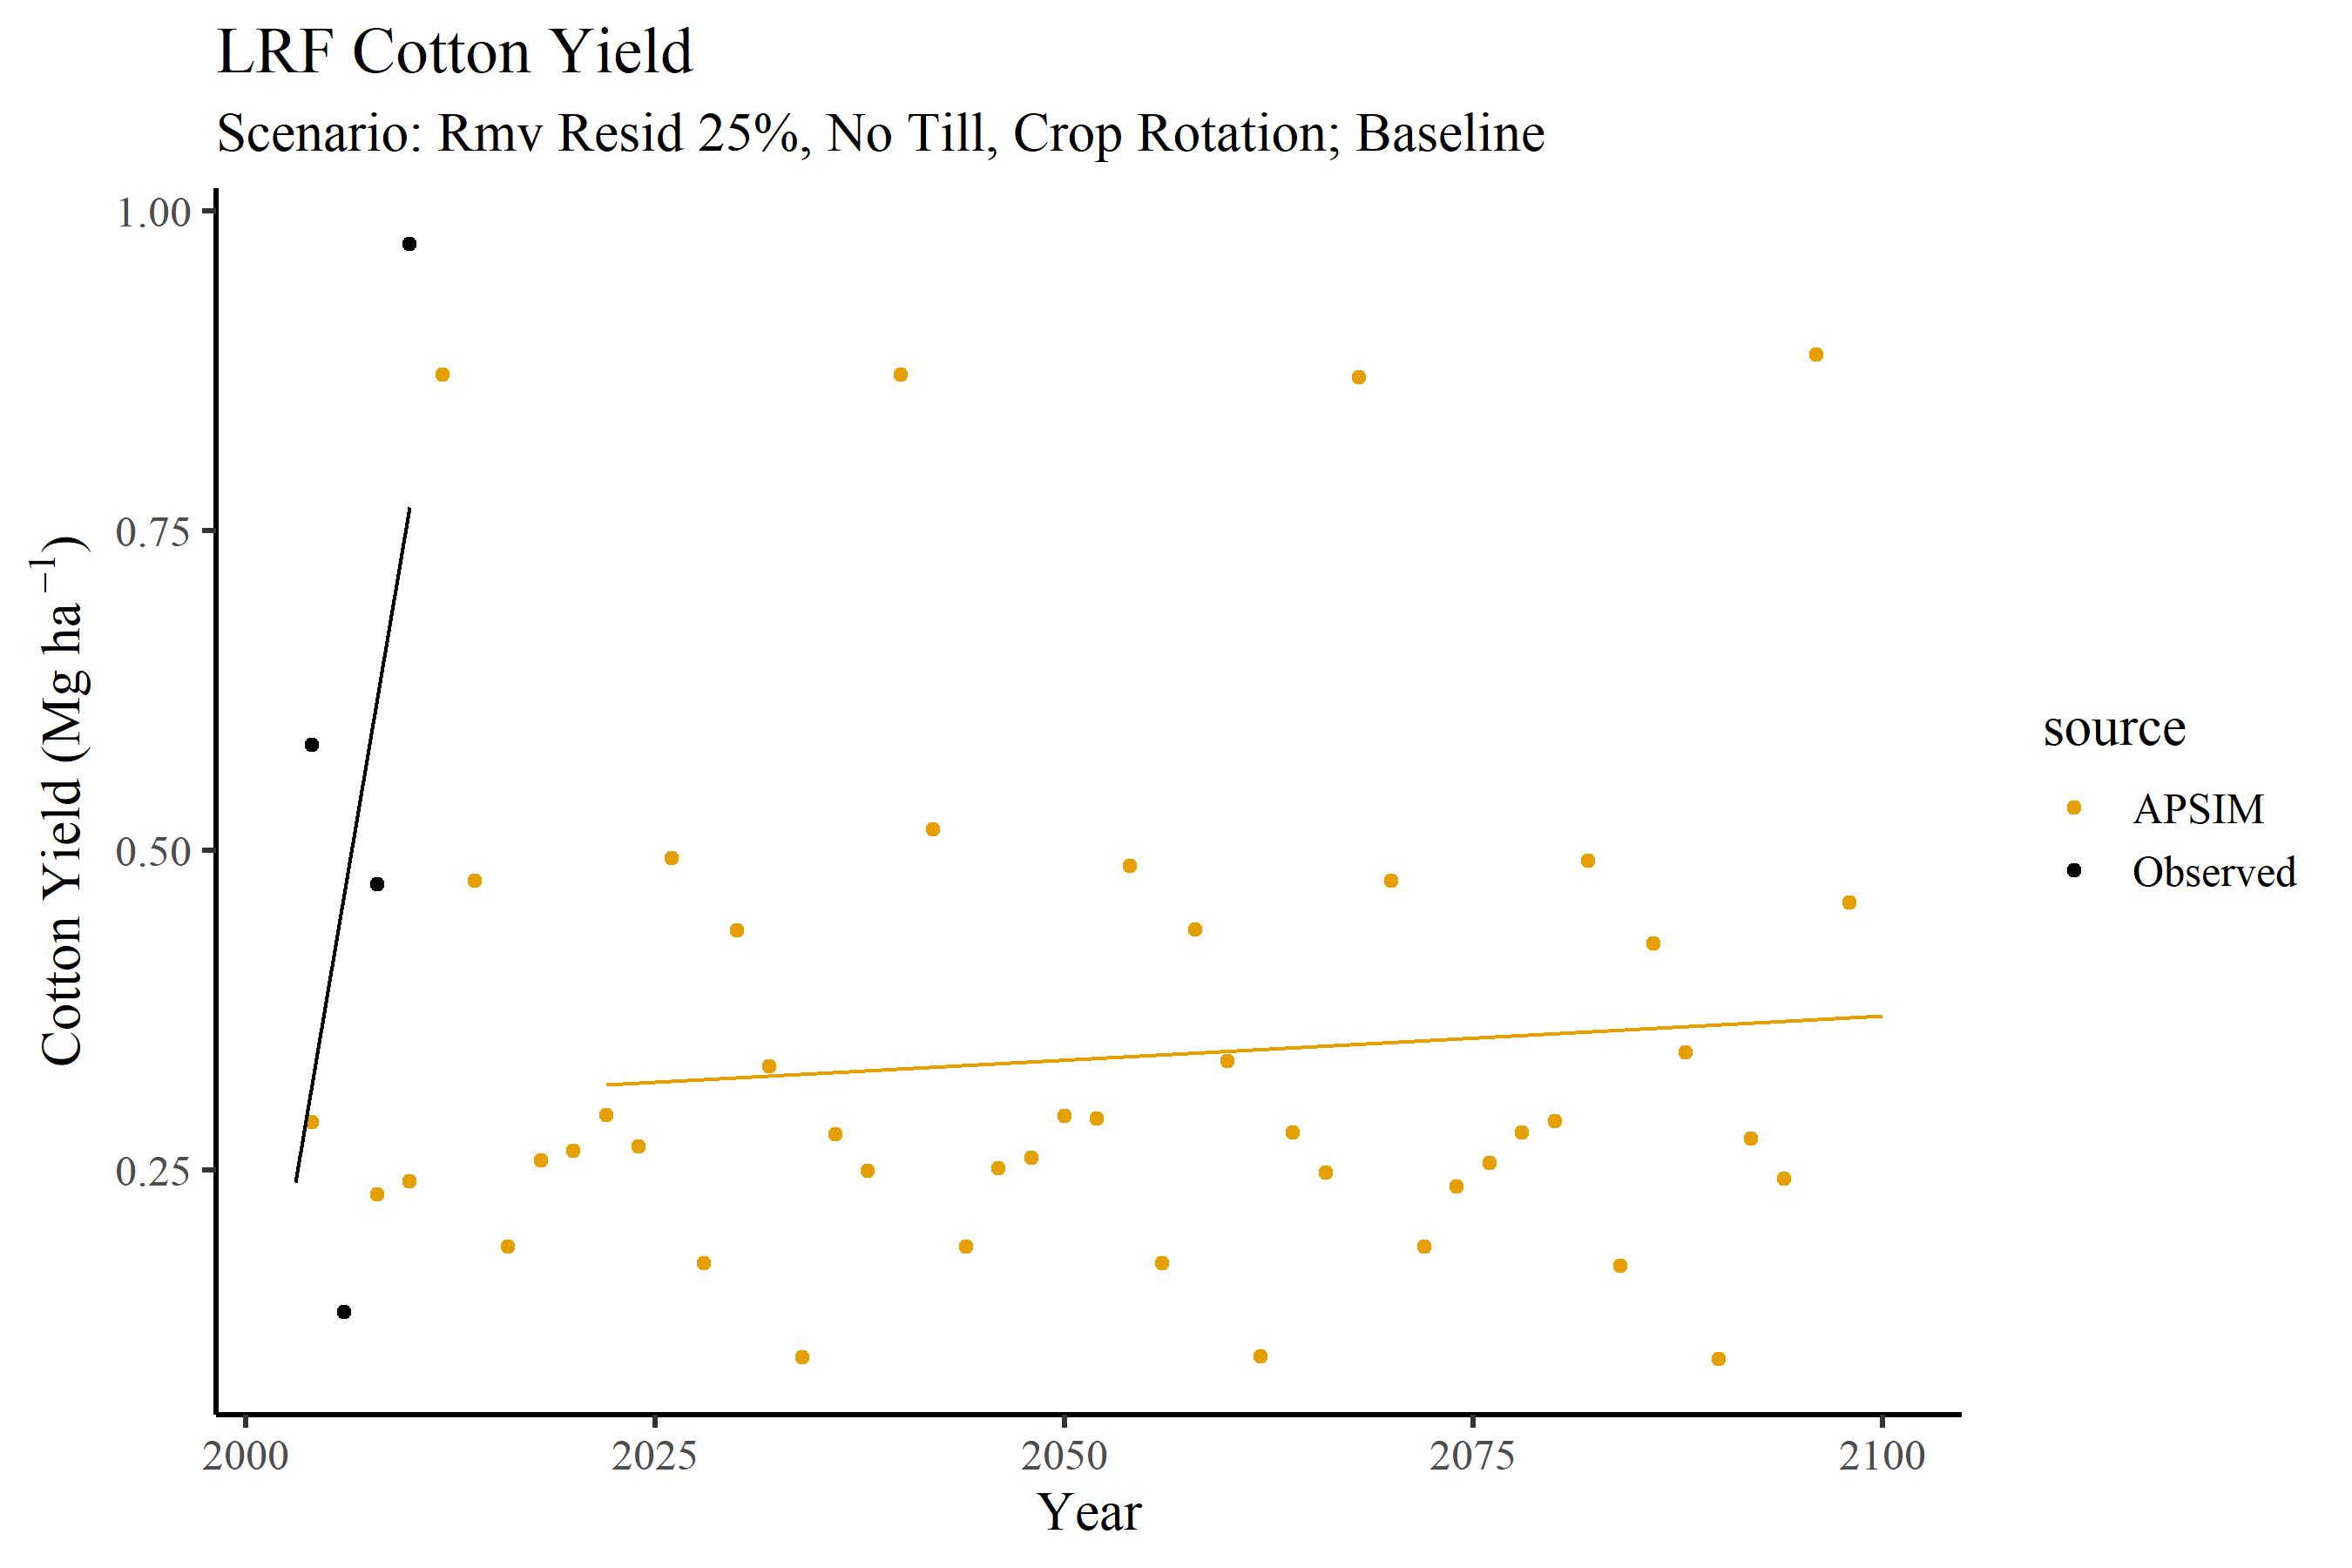 LRF Cotton Yield
Scenario: Rmv Resid 25%, No Till, Crop Rotation; Baseline
Cotton Yield (Mg ha⁻¹)
1.00
0.75
0.50
0.25
2000 2025 2050 2075 2100
Year
source
APSIM
Observed